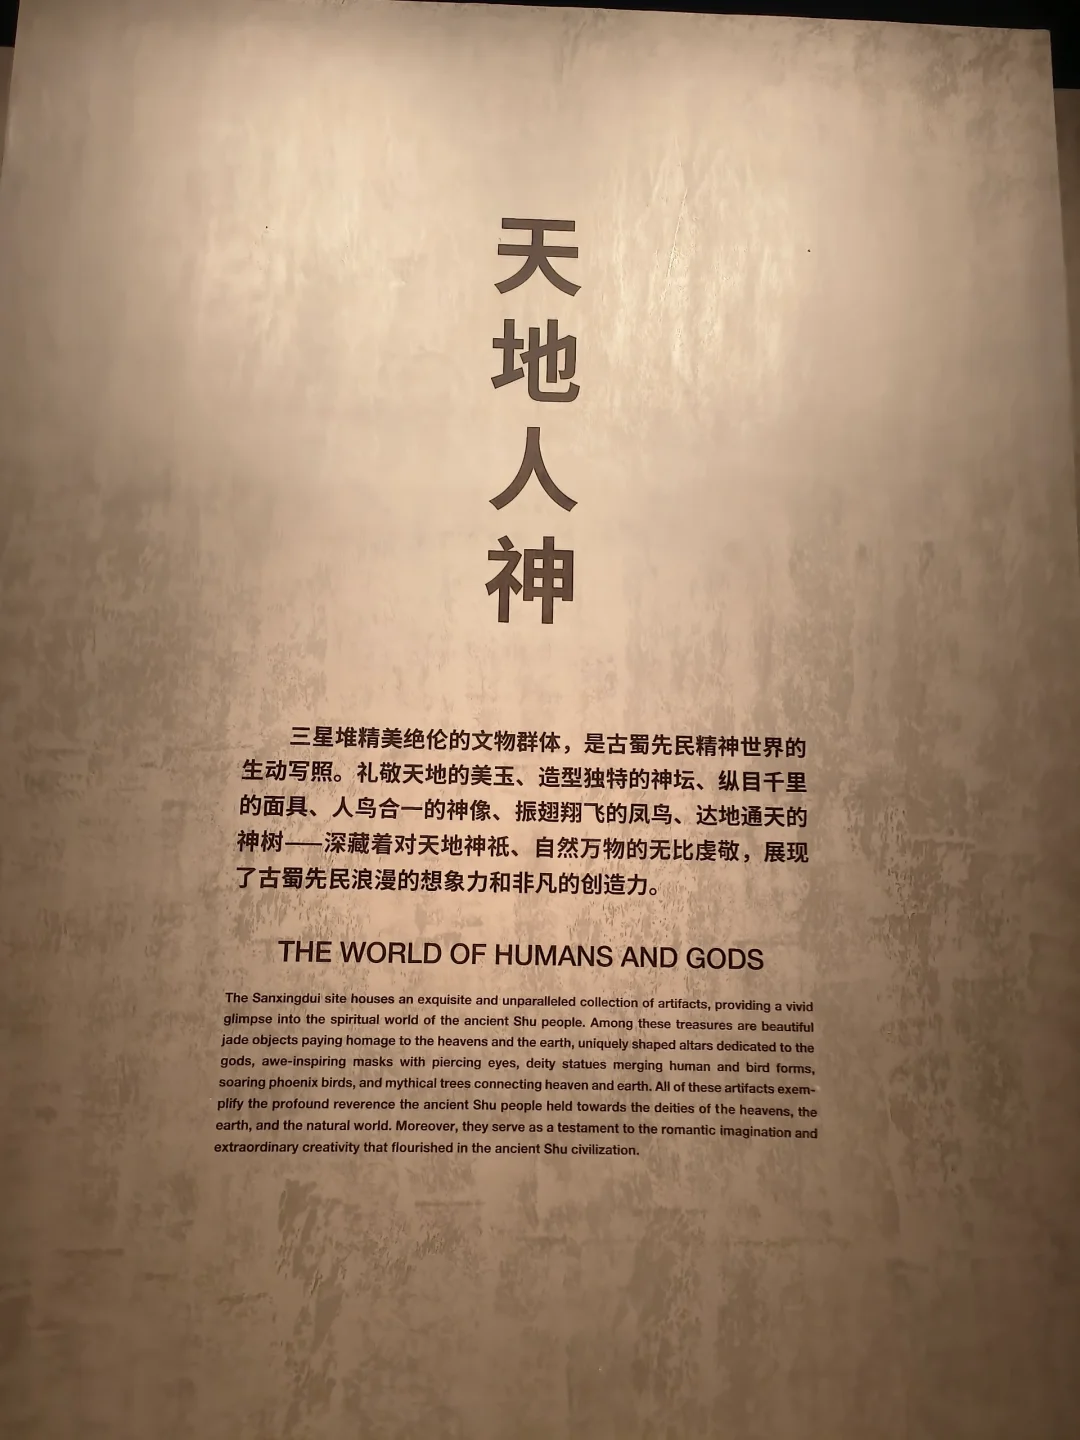 天地人神
三星堆精美绝伦的文物群体，是古蜀先民精神世界的
生动写照。礼敬天地的美玉、造型独特的神坛、纵目千里
的面具、人鸟合一的神像、振翅翔飞的凤鸟、达地通天的
神树——深藏着对天地神祇、自然万物的无比虔敬，展现
了古蜀先民浪漫的想象力和非凡的创造力。
THE WORLD OF HUMANS AND GODS
The Sanxingdui site houses an exquisite and unparalleled collection of artifacts, providing a vivid
glimpse into the spiritual world of the ancient Shu people. Among these treasures are beautiful
jade objects paying homage to the heavens and the earth, uniquely shaped altars dedicated to the
gods, awe-inspiring masks with piercing eyes, deity statues merging human and bird forms,
soaring phoenix birds, and mythical trees connecting heaven and earth. All of these artifacts exem-
plify the profound reverence the ancient Shu people held towards the deities of the heavens, the
earth, and the natural world. Moreover, they serve as a testament to the romantic imagination and
extraordinary creativity that flourished in the ancient Shu civilization.